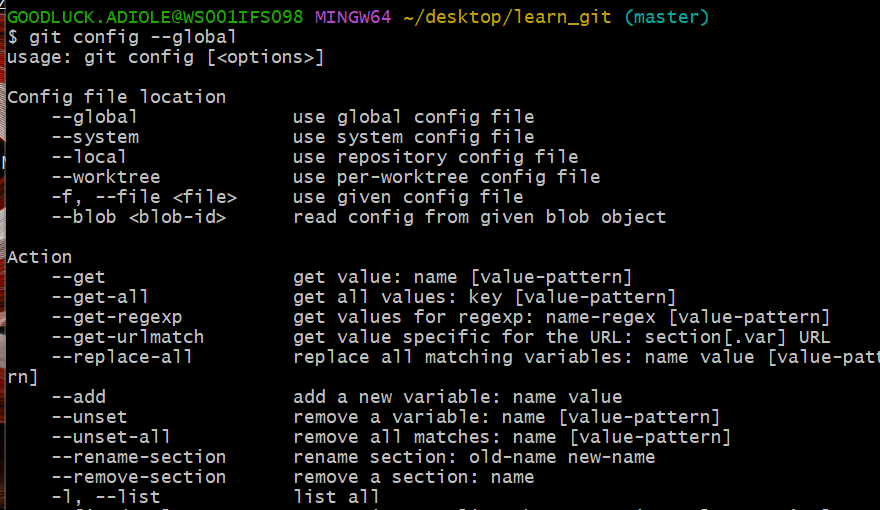 GOODLUCK.ADIOLE@WS001IFS098 MINGW64 ~/desktop/learn_git (master)
$ git config --global
usage: git config [<options>]

Config file location
    --global              use global config file
    --system              use system config file
    --local               use repository config file
    --worktree            use per-worktree config file
    -f, --file <file>     use given config file
    --blob <blob-id>      read config from given blob object

Action
    --get                 get value: name [value-pattern]
    --get-all             get all values: key [value-pattern]
    --get-regexp          get values for regexp: name-regex [value-pattern]
    --get-urlmatch        get value specific for the URL: section[.var] URL
    --replace-all         replace all matching variables: name value [value-patt
rn]
    --add                 add a new variable: name value
    --unset               remove a variable: name [value-pattern]
    --unset-all           remove all matches: name [value-pattern]
    --rename-section      rename section: old-name new-name
    --remove-section      remove a section: name
    -l, --list            list all